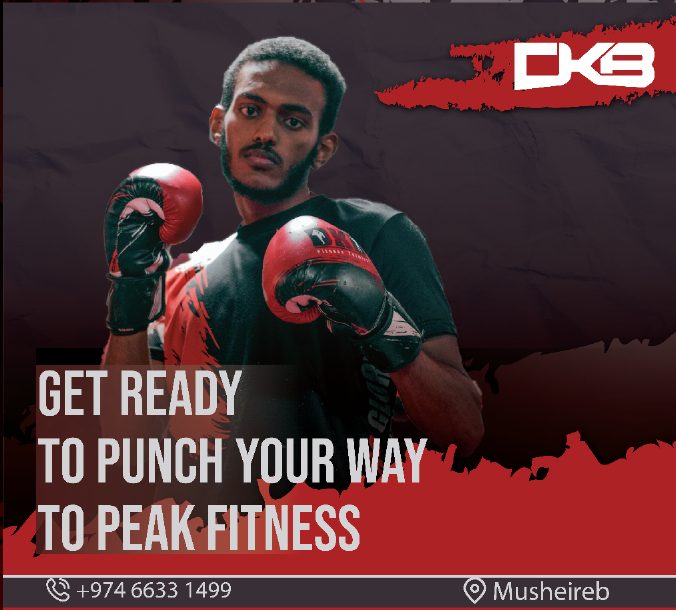 DKB
GET READY
TO PUNCH YOUR WAY
TO PEAK FITNESS
+974 6633 1499
Musheireb